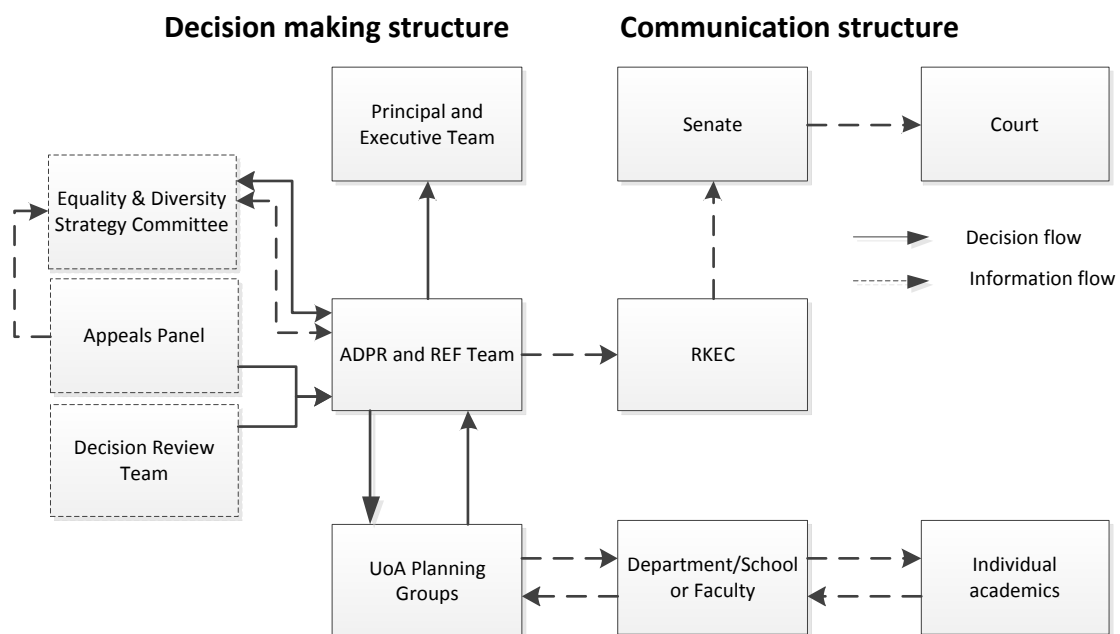 Decision making structure
Communication structure
Principal and
Executive Team
Senate
Court
Equality & Diversity
Strategy Committee
Decision flow
Information flow
Appeals Panel
ADPR and REF Team
RKEC
Decision Review
Team
UoA Planning
Groups
Department/School
or Faculty
Individual
academics